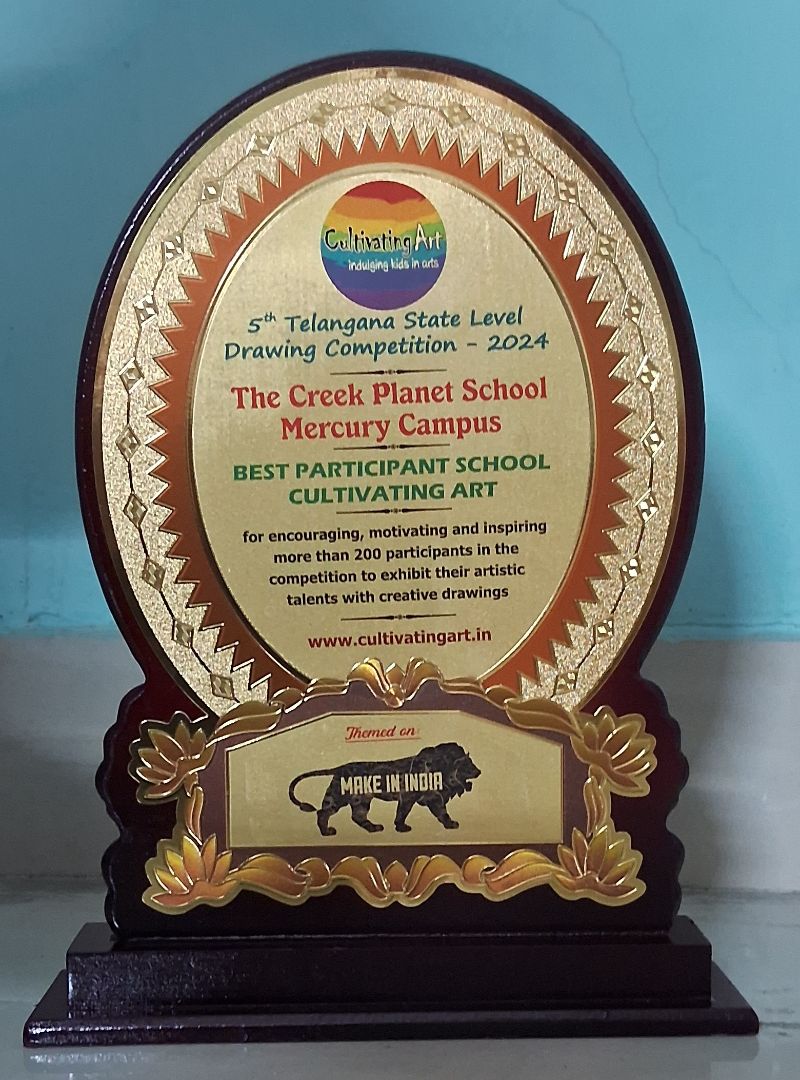 Cultivating Art
indulging kids in arts
5th Telangana State Level
Drawing Competition - 2024
The Creek Planet School
Mercury Campus
BEST PARTICIPANT SCHOOL
CULTIVATING ART
for encouraging, motivating and inspiring
more than 200 participants in the
competition to exhibit their artistic
talents with creative drawings
www.cultivatingart.in
Themed on
MAKE IN INDIA